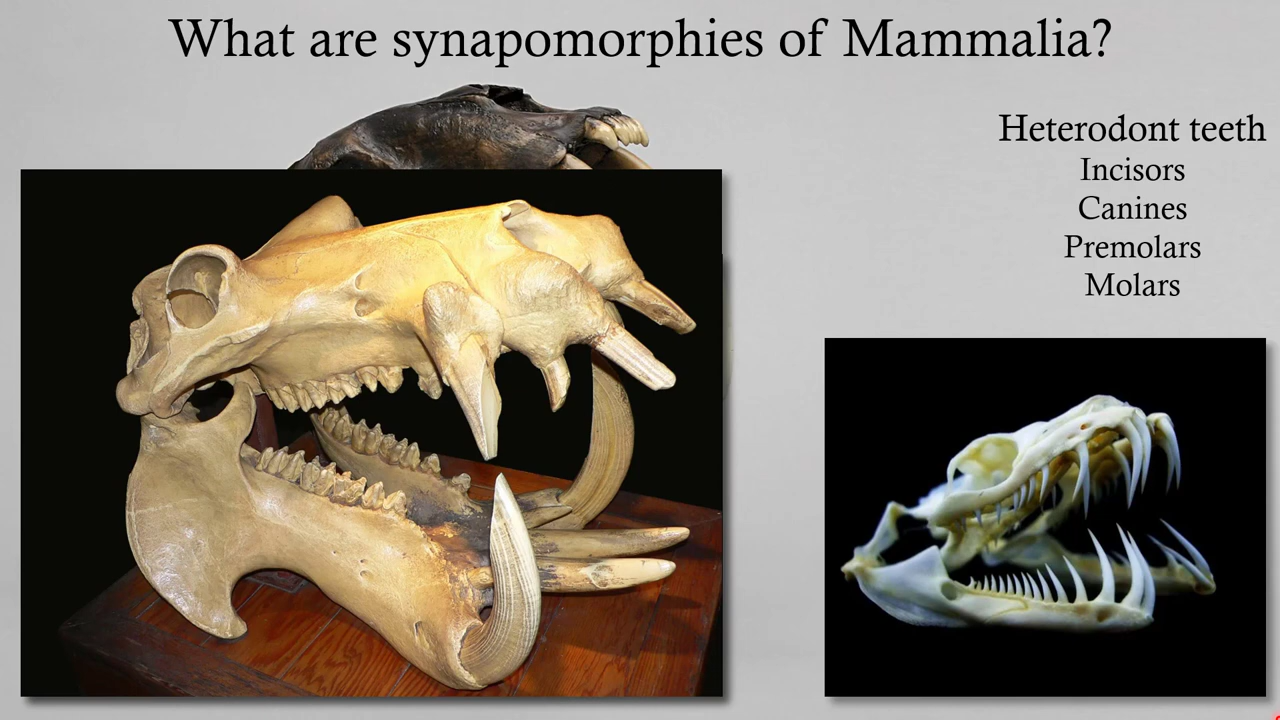 What are synapomorphies of Mammalia?
Heterodont teeth
Incisors
Canines
Premolars
Molars